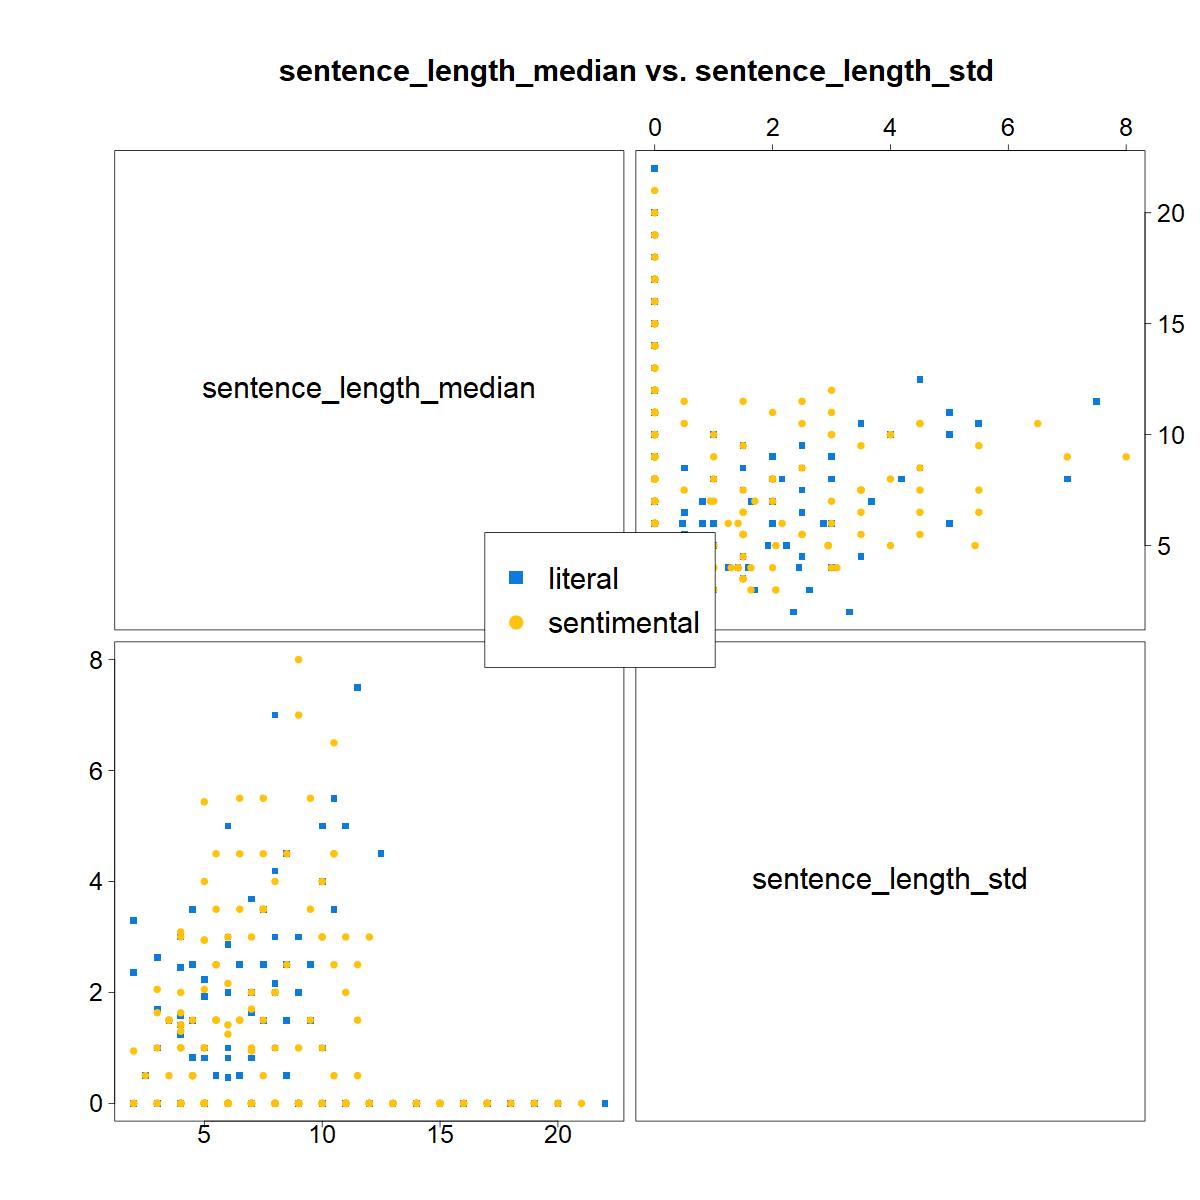 sentence_length_median vs. sentence_length_std
0 2 4 6 8
sentence_length_median
20
15
10
5
literal
sentimental
8
6
4
2
0
sentence_length_std
5 10 15 20